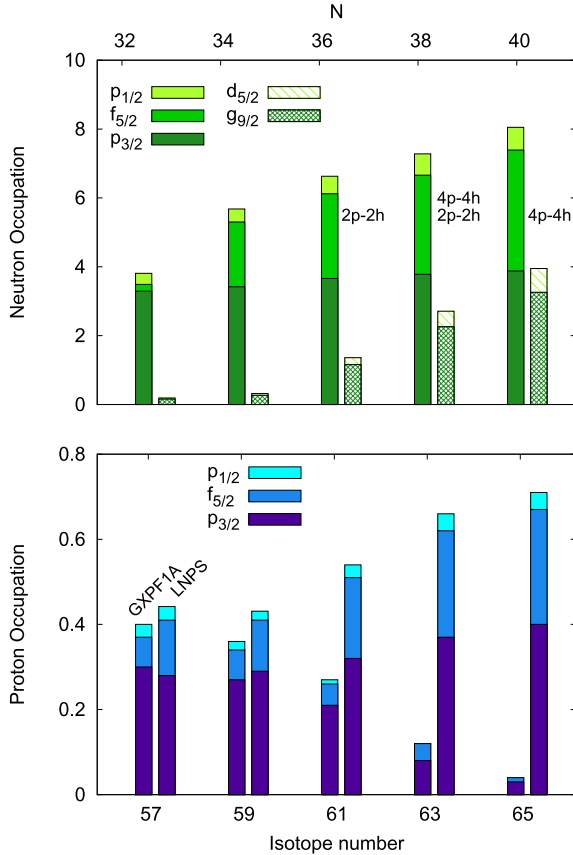 N
32 34 36 38 40
10
8
6
4
2
0
Neutron Occupation
p1/2 d5/2
f5/2 g9/2
p3/2
2p-2h
4p-4h
2p-2h
4p-4h
0.8
0.6
0.4
0.2
0
Proton Occupation
p1/2
f5/2
p3/2
GXPF1A
LNPS
57 59 61 63 65
Isotope number